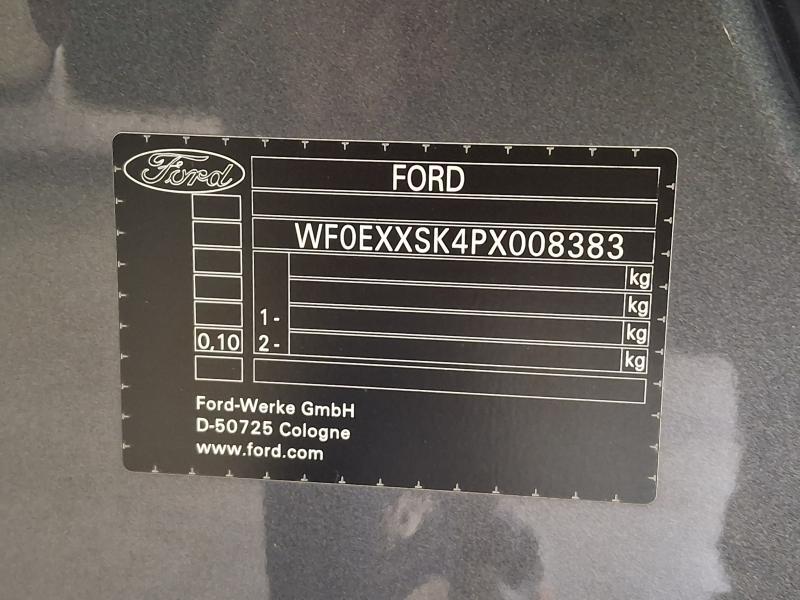 Ford
FORD
WF0EXXSK4PX008383
kg
kg
1 -
kg
0,10
2 -
kg
Ford-Werke GmbH
D-50725 Cologne
www.ford.com